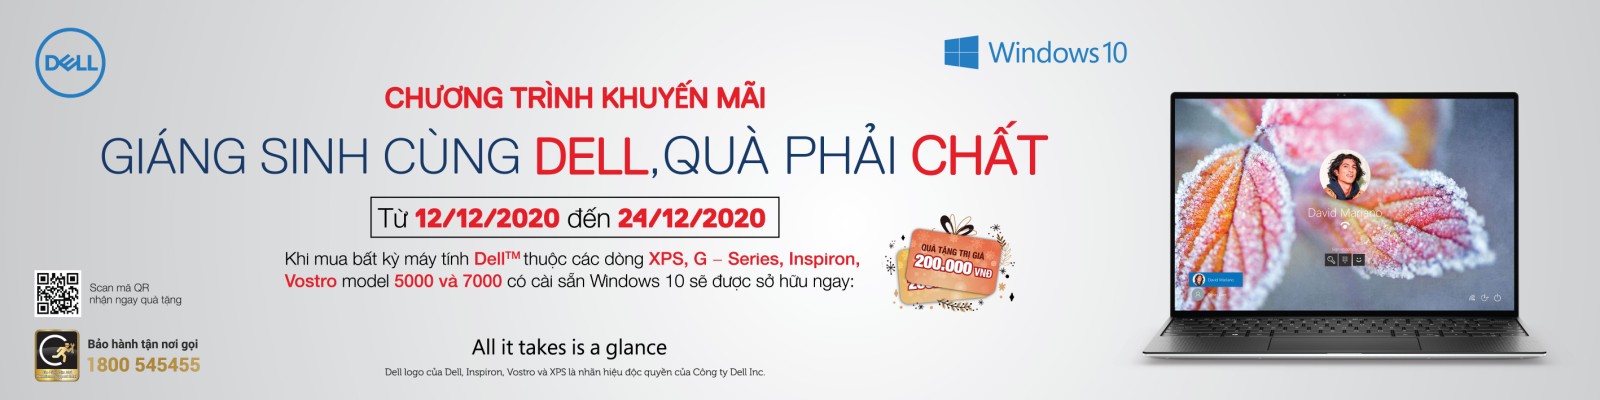 DELL
Windows 10
CHƯƠNG TRÌNH KHUYẾN MÃI
GIÁNG SINH CÙNG DELL, QUÀ PHẢI CHẤT
Từ 12/12/2020 đến 24/12/2020
Khi mua bất kỳ máy tính Dell™ thuộc các dòng XPS, G – Series, Inspiron,
Vostro model 5000 và 7000 có cài sẵn Windows 10 sẽ được sở hữu ngay:
QUÀ TẶNG TRỊ GIÁ
200.000 VNĐ
David Mariano
David Mariano
Scan mã QR
nhận ngay quà tặng
Bảo hành tận nơi gọi
1800 545455
All it takes is a glance
Dell logo của Dell, Inspiron, Vostro và XPS là nhãn hiệu độc quyền của Công ty Dell Inc.